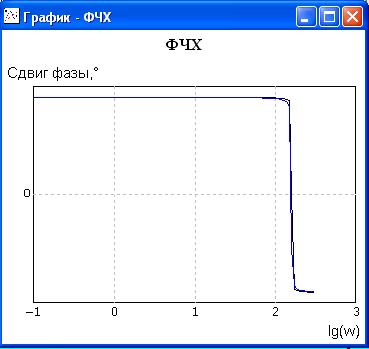 График - ФЧХ
ФЧХ
Сдвиг фазы,°
0
-1 0 1 2 3
lg(w)